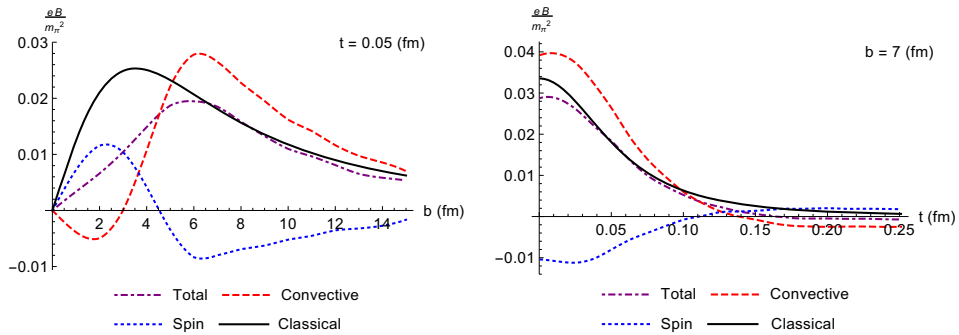 eB
mπ²
0.03
t = 0.05 (fm)
0.02
0.01
2 4 6 8 10 12 14 b (fm)
-0.01
Total Convective
Spin Classical
eB
mπ²
0.04
b = 7 (fm)
0.03
0.02
0.01
0.05 0.10 0.15 0.20 0.25 t (fm)
-0.01
Total Convective
Spin Classical